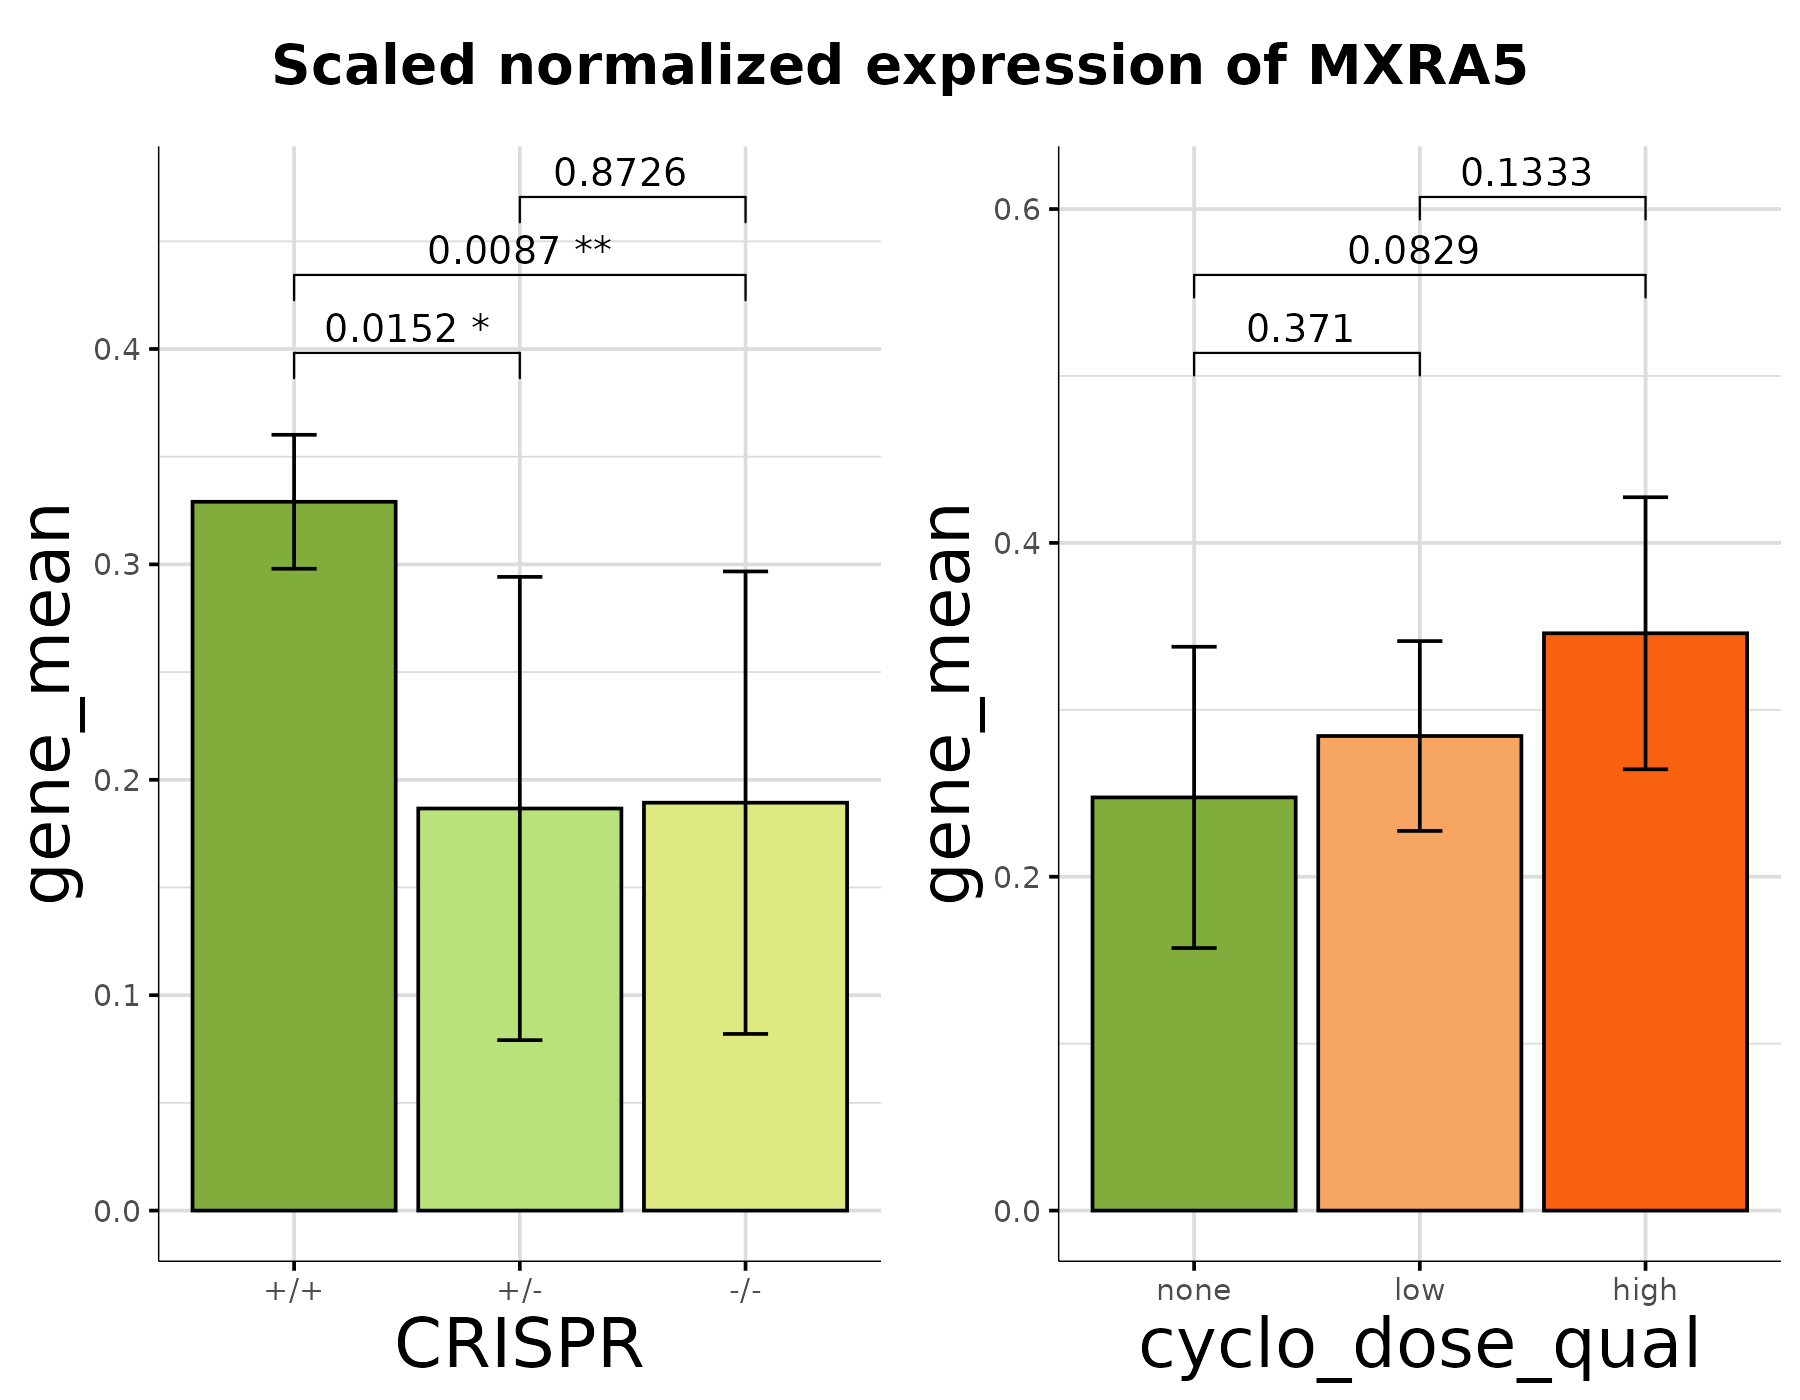 Scaled normalized expression of MXRA5
0.8726
0.0087 **
0.0152 *
0.4
0.3
0.2
0.1
0.0
gene_mean
+/+ +/- -/-
CRISPR
0.1333
0.0829
0.371
0.6
0.4
0.2
0.0
gene_mean
none low high
cyclo_dose_qual